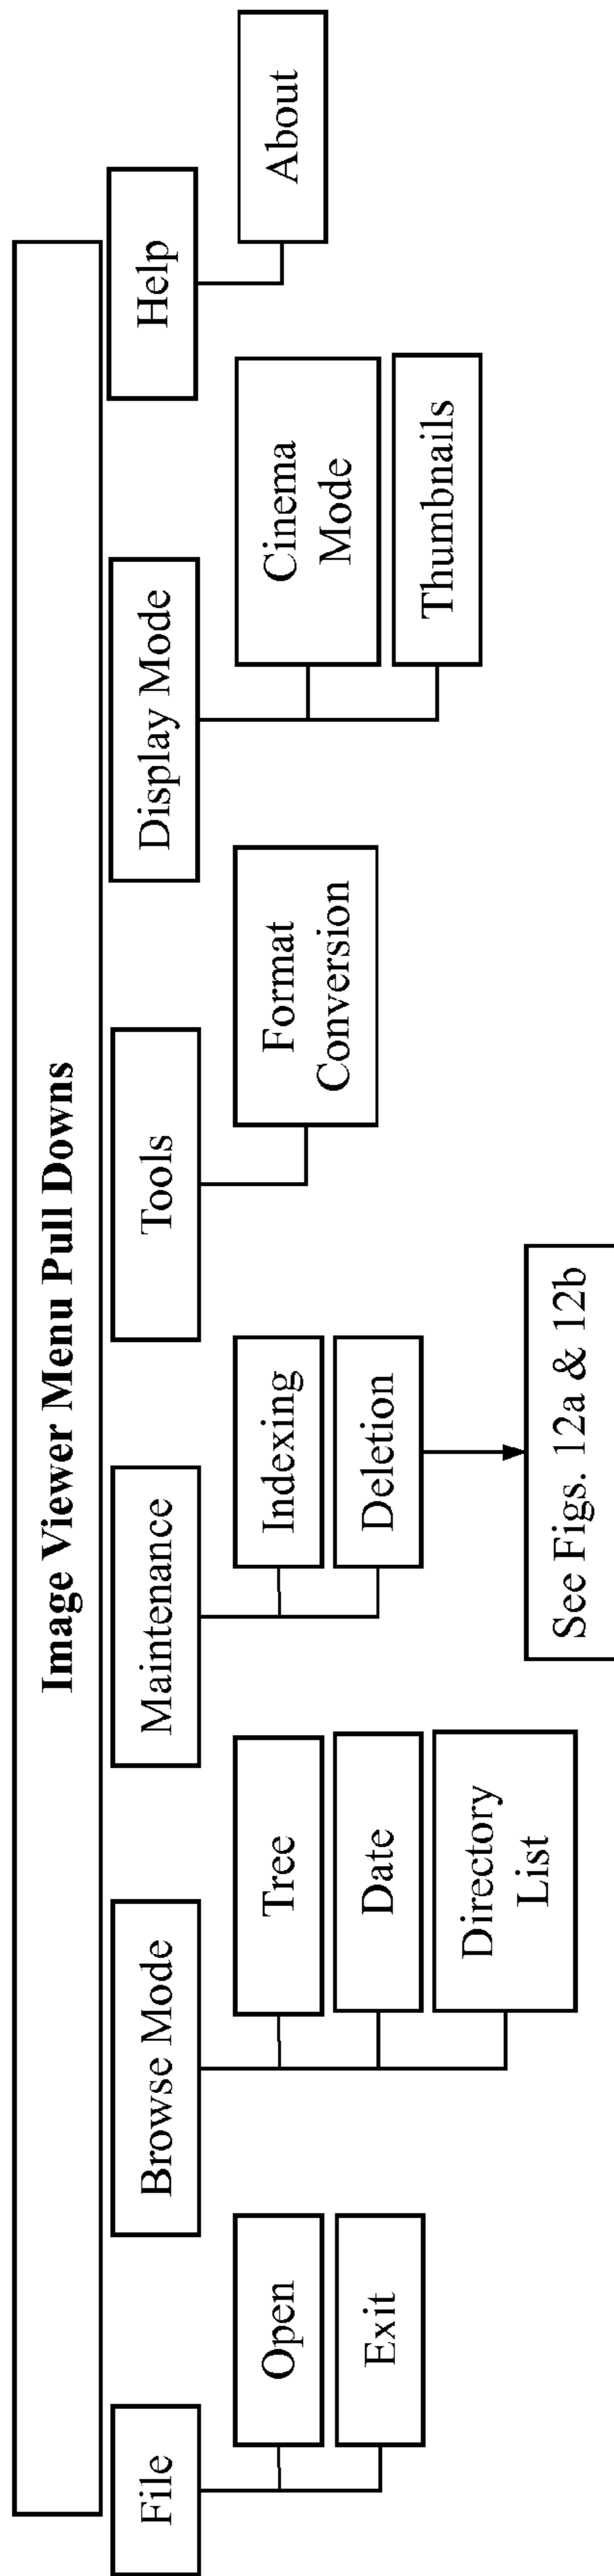 Image Viewer Menu Pull Downs
File
Open
Exit
Browse Mode
Tree
Date
Directory
List
Maintenance
Indexing
Deletion
See Figs. 12a & 12b
Tools
Format
Conversion
Display Mode
Cinema
Mode
Thumbnails
Help
About